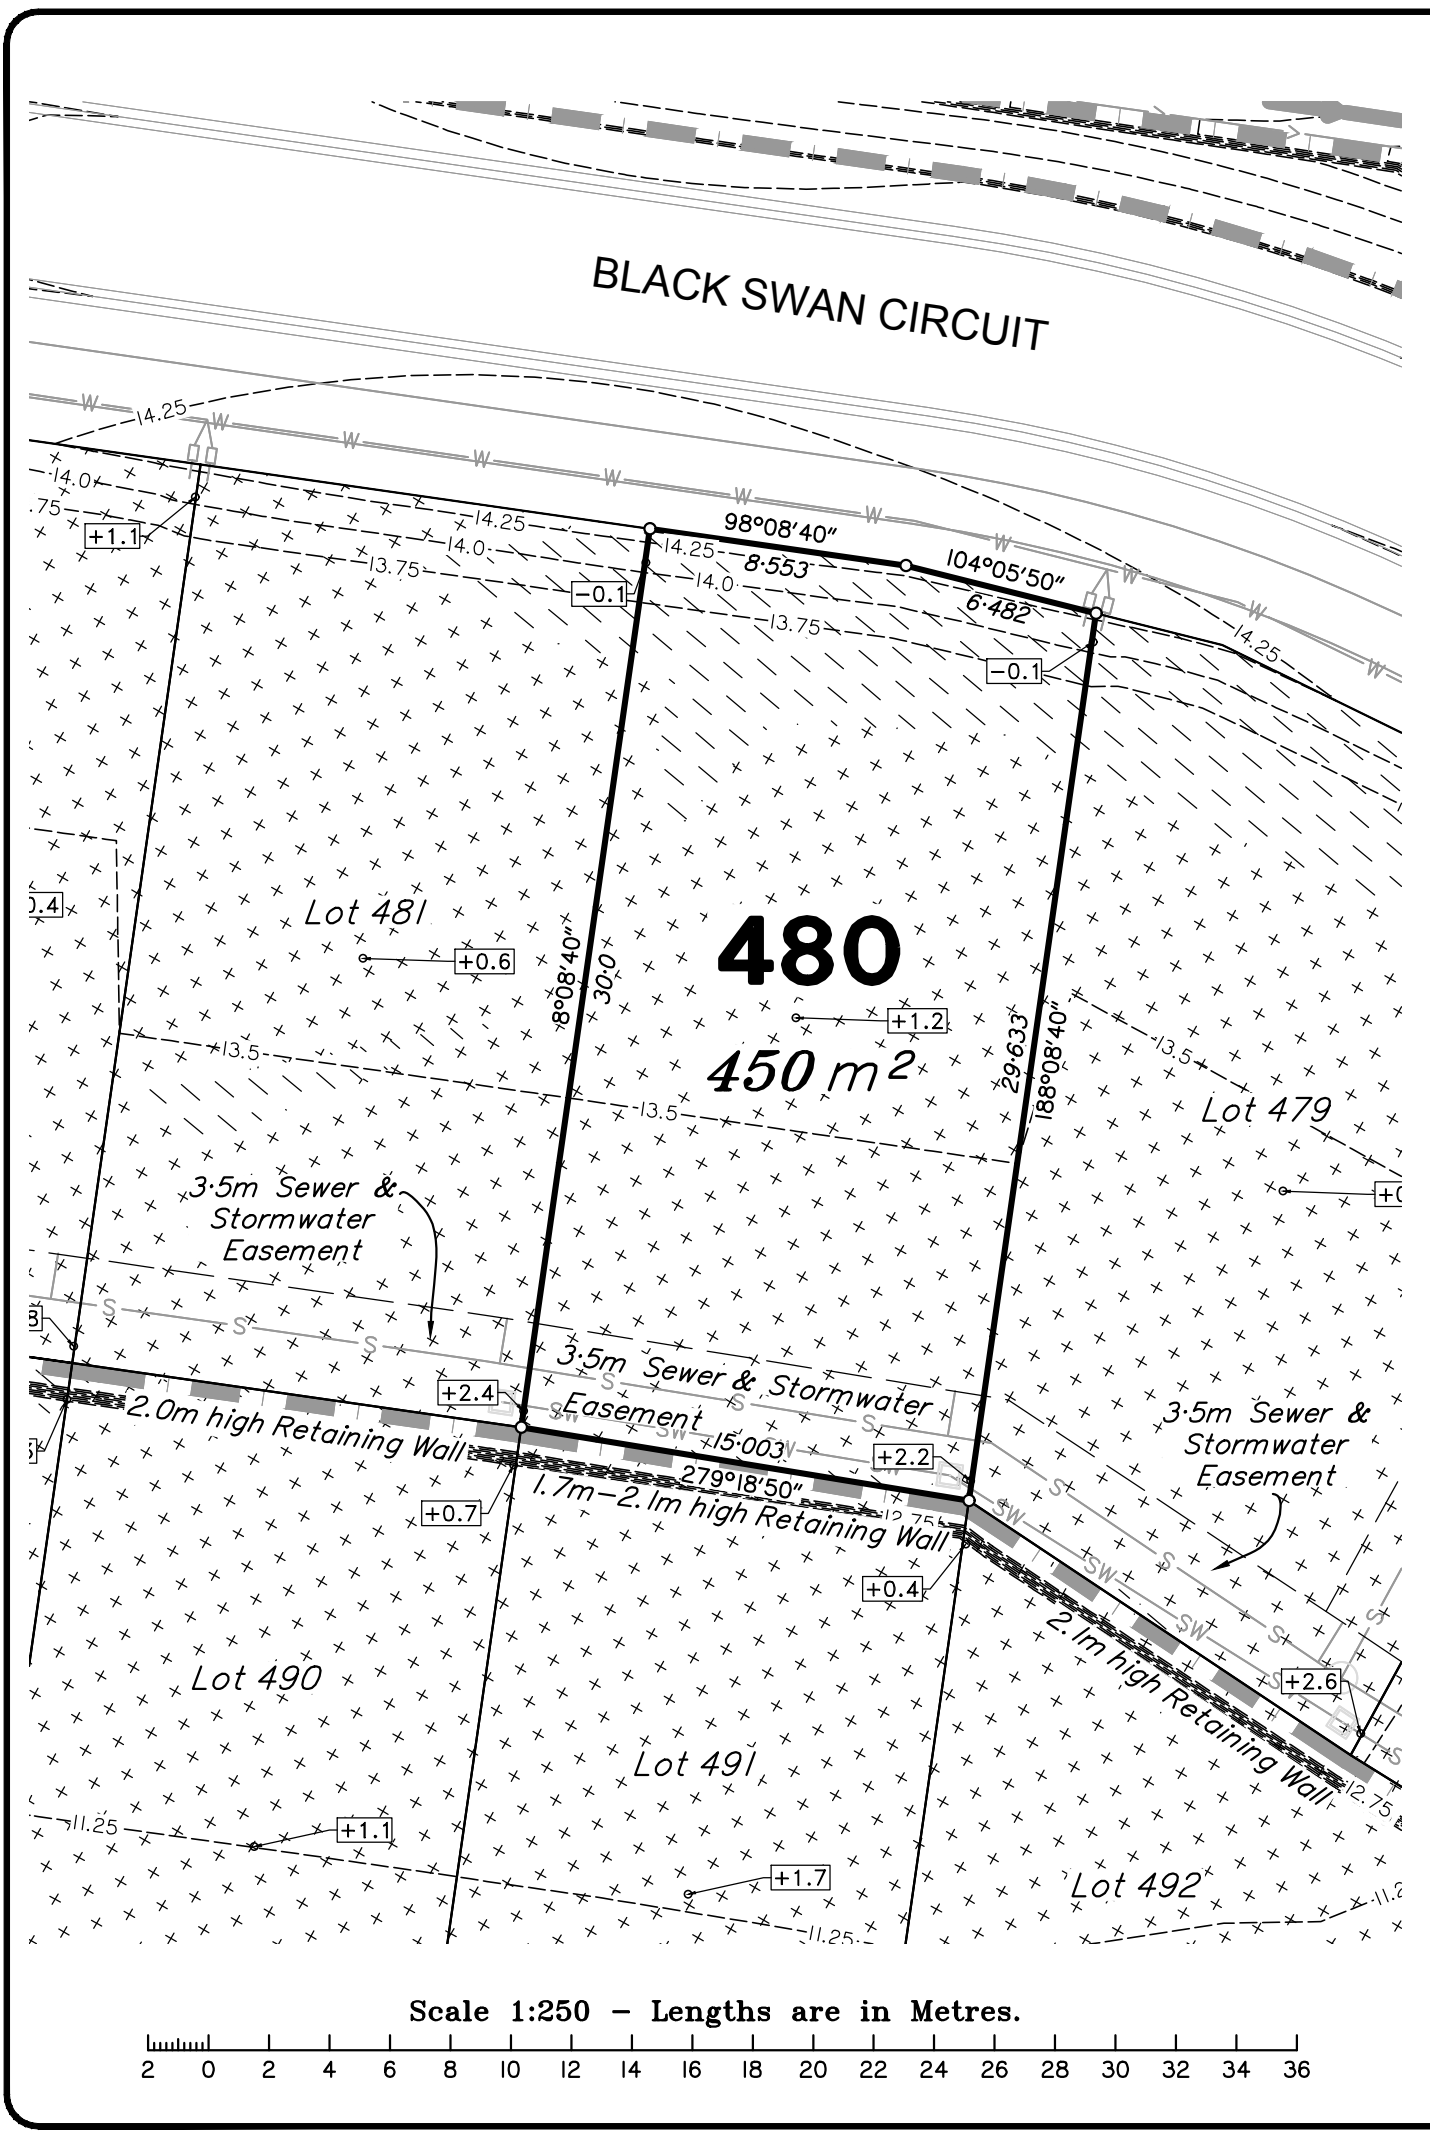 BLACK SWAN CIRCUIT
W
W
W
W
W
W
W
W
W
W
W
14.25
14.0
.75
+1.1
14.25
14.0
13.75
98°08'40"
8·553
104°05'50"
6·482
14.25
14.0
13.75
-0.1
-0.1
14.25
Lot 481
+0.6
480
+1.2
450 m²
8°08'40"
30·0
29·633
188°08'40"
13.5
13.5
13.5
Lot 479
3·5m Sewer &
Stormwater
Easement
S
S
S
3·5m Sewer & Stormwater
Easement
S
S
S
SW
SW
15·003
279°18'50"
+2.4
+2.2
2.0m high Retaining Wall
1.7m-2.1m high Retaining Wall
12.75
+0.7
+0.4
3·5m Sewer &
Stormwater
Easement
S
S
S
S
SW
SW
SW
2.1m high Retaining Wall
+2.6
12.75
Lot 490
Lot 491
Lot 492
+1.1
+1.7
11.25
11.25
Scale 1:250 - Lengths are in Metres.
2 0 2 4 6 8 10 12 14 16 18 20 22 24 26 28 30 32 34 36